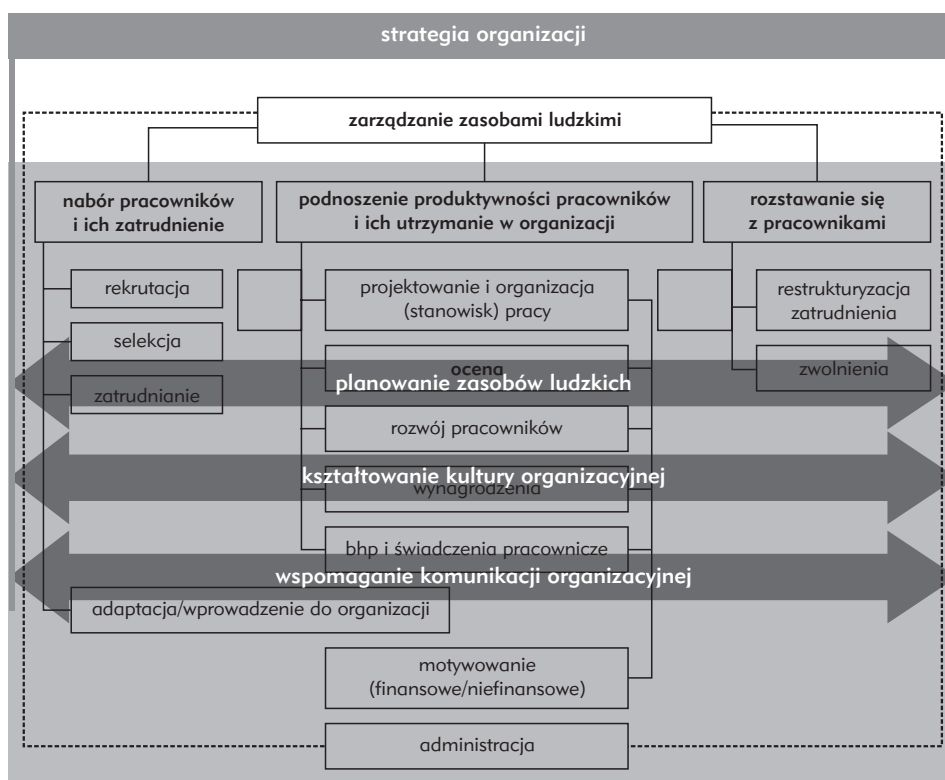 strategia organizacji
zarządzanie zasobami ludzkimi
nabór pracowników
i ich zatrudnienie
podnoszenie produktywności pracowników
i ich utrzymanie w organizacji
rozstawanie się
z pracownikami
rekrutacja
selekcja
zatrudnianie
projektowanie i organizacja
(stanowisk) pracy
restrukturyzacja
zatrudnienia
ocena
zwolnienia
planowanie zasobów ludzkich
rozwój pracowników
kształtowanie kultury organizacyjnej
wynagrodzenia
bhp i świadczenia pracownicze
wspomaganie komunikacji organizacyjnej
adaptacja/wprowadzenie do organizacji
motywowanie
(finansowe/niefinansowe)
administracja